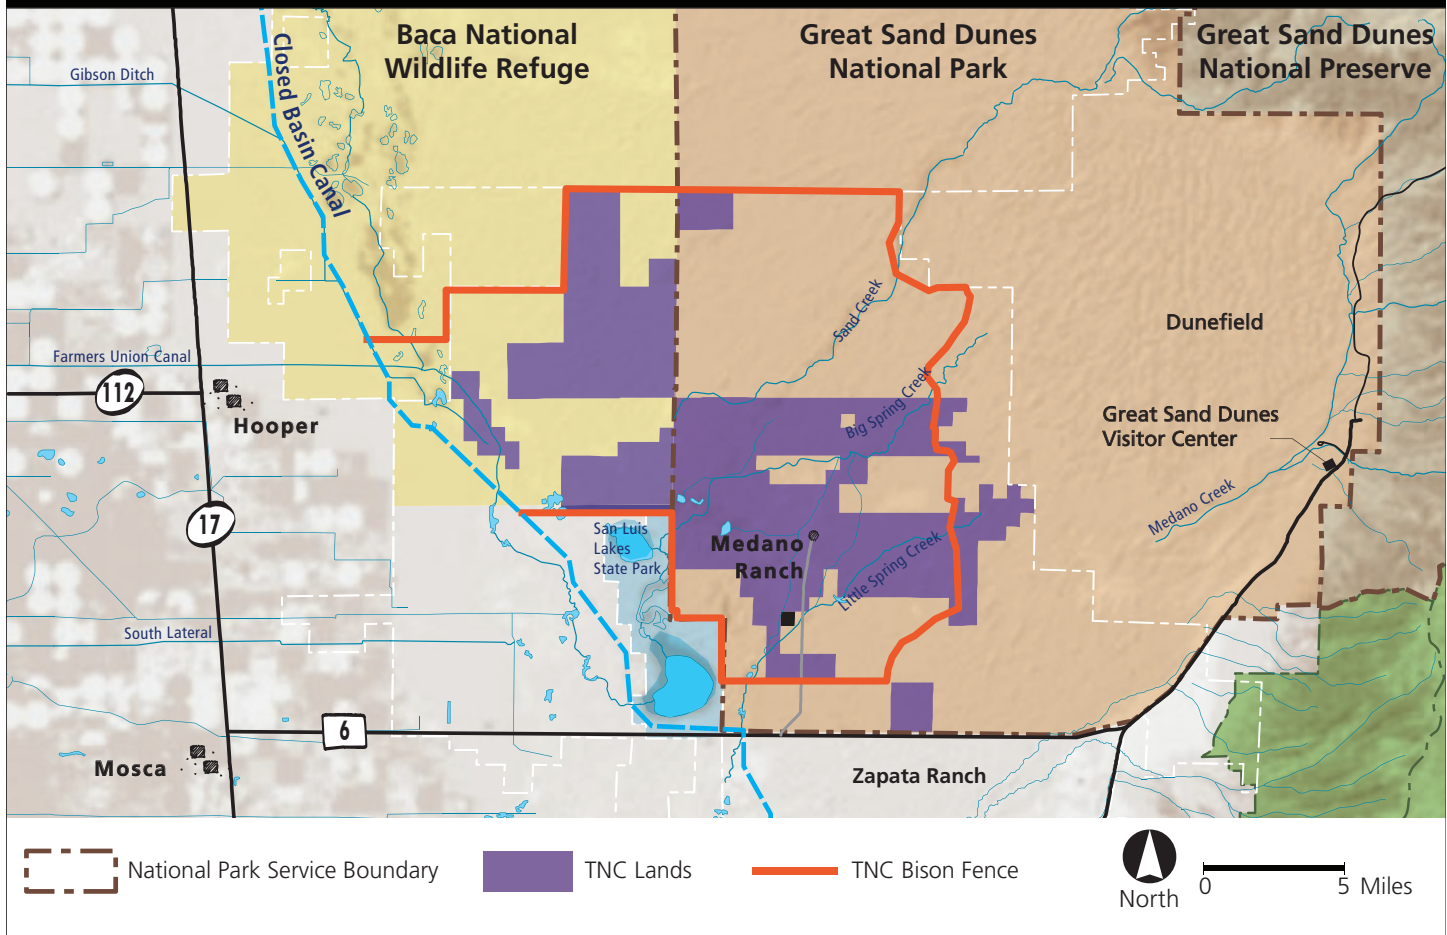 Baca National
Wildlife Refuge
Great Sand Dunes
National Park
Great Sand Dunes
National Preserve
Gibson Ditch
Closed Basin Canal
Sand Creek
Dunefield
Farmers Union Canal
112
Hooper
Big Spring Creek
Great Sand Dunes
Visitor Center
Medano Creek
17
San Luis
Lakes
State Park
Medano
Ranch
Little Spring Creek
South Lateral
6
Mosca
Zapata Ranch
National Park Service Boundary
TNC Lands
TNC Bison Fence
North
0
5 Miles